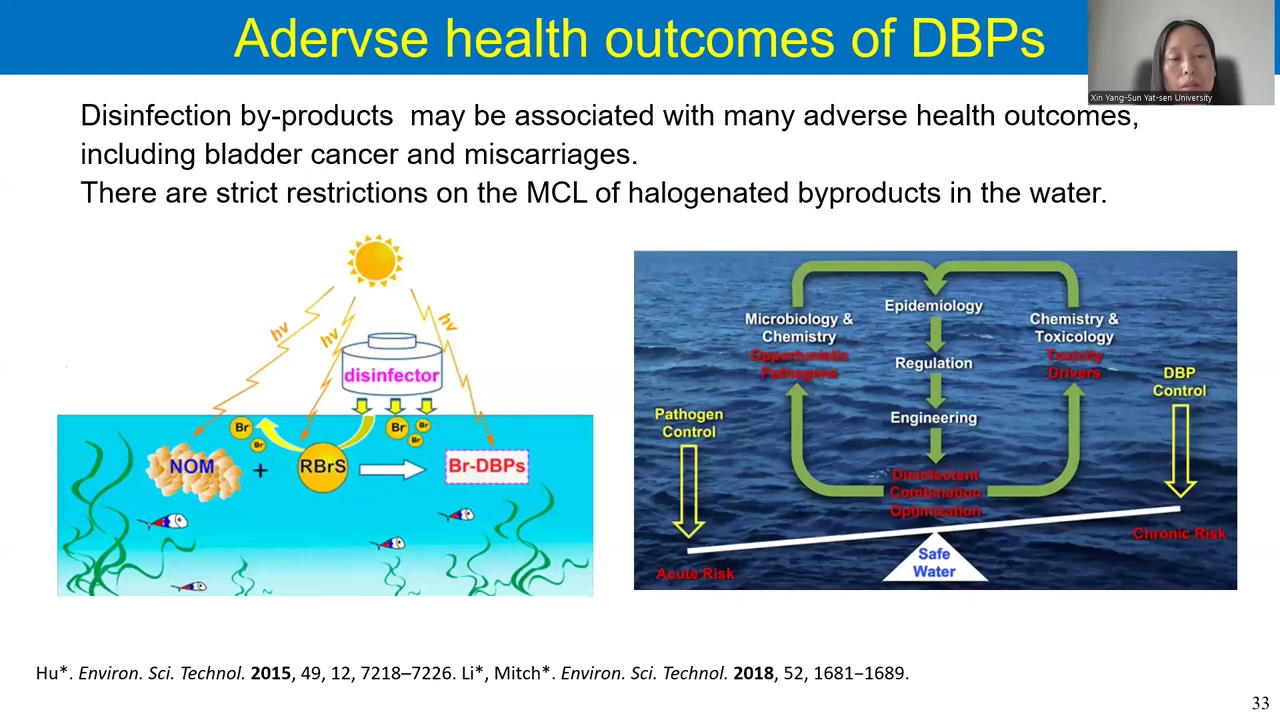 Adervse health outcomes of DBPs
Xin Yang-Sun Yat-sen University
Disinfection by-products may be associated with many adverse health outcomes,
including bladder cancer and miscarriages.
There are strict restrictions on the MCL of halogenated byproducts in the water.
hν
hν
hν
disinfector
Br
Br
Br
Br
Br
NOM
+
RBrS
Br-DBPs
Epidemiology
Microbiology &
Chemistry
Opportunistic
Pathogens
Chemistry &
Toxicology
Toxicity
Drivers
Regulation
DBP
Control
Pathogen
Control
Engineering
Disinfectant
Combination
Optimization
Chronic Risk
Safe
Water
Acute Risk
Hu*. Environ. Sci. Technol. 2015, 49, 12, 7218–7226. Li*, Mitch*. Environ. Sci. Technol. 2018, 52, 1681−1689.
33